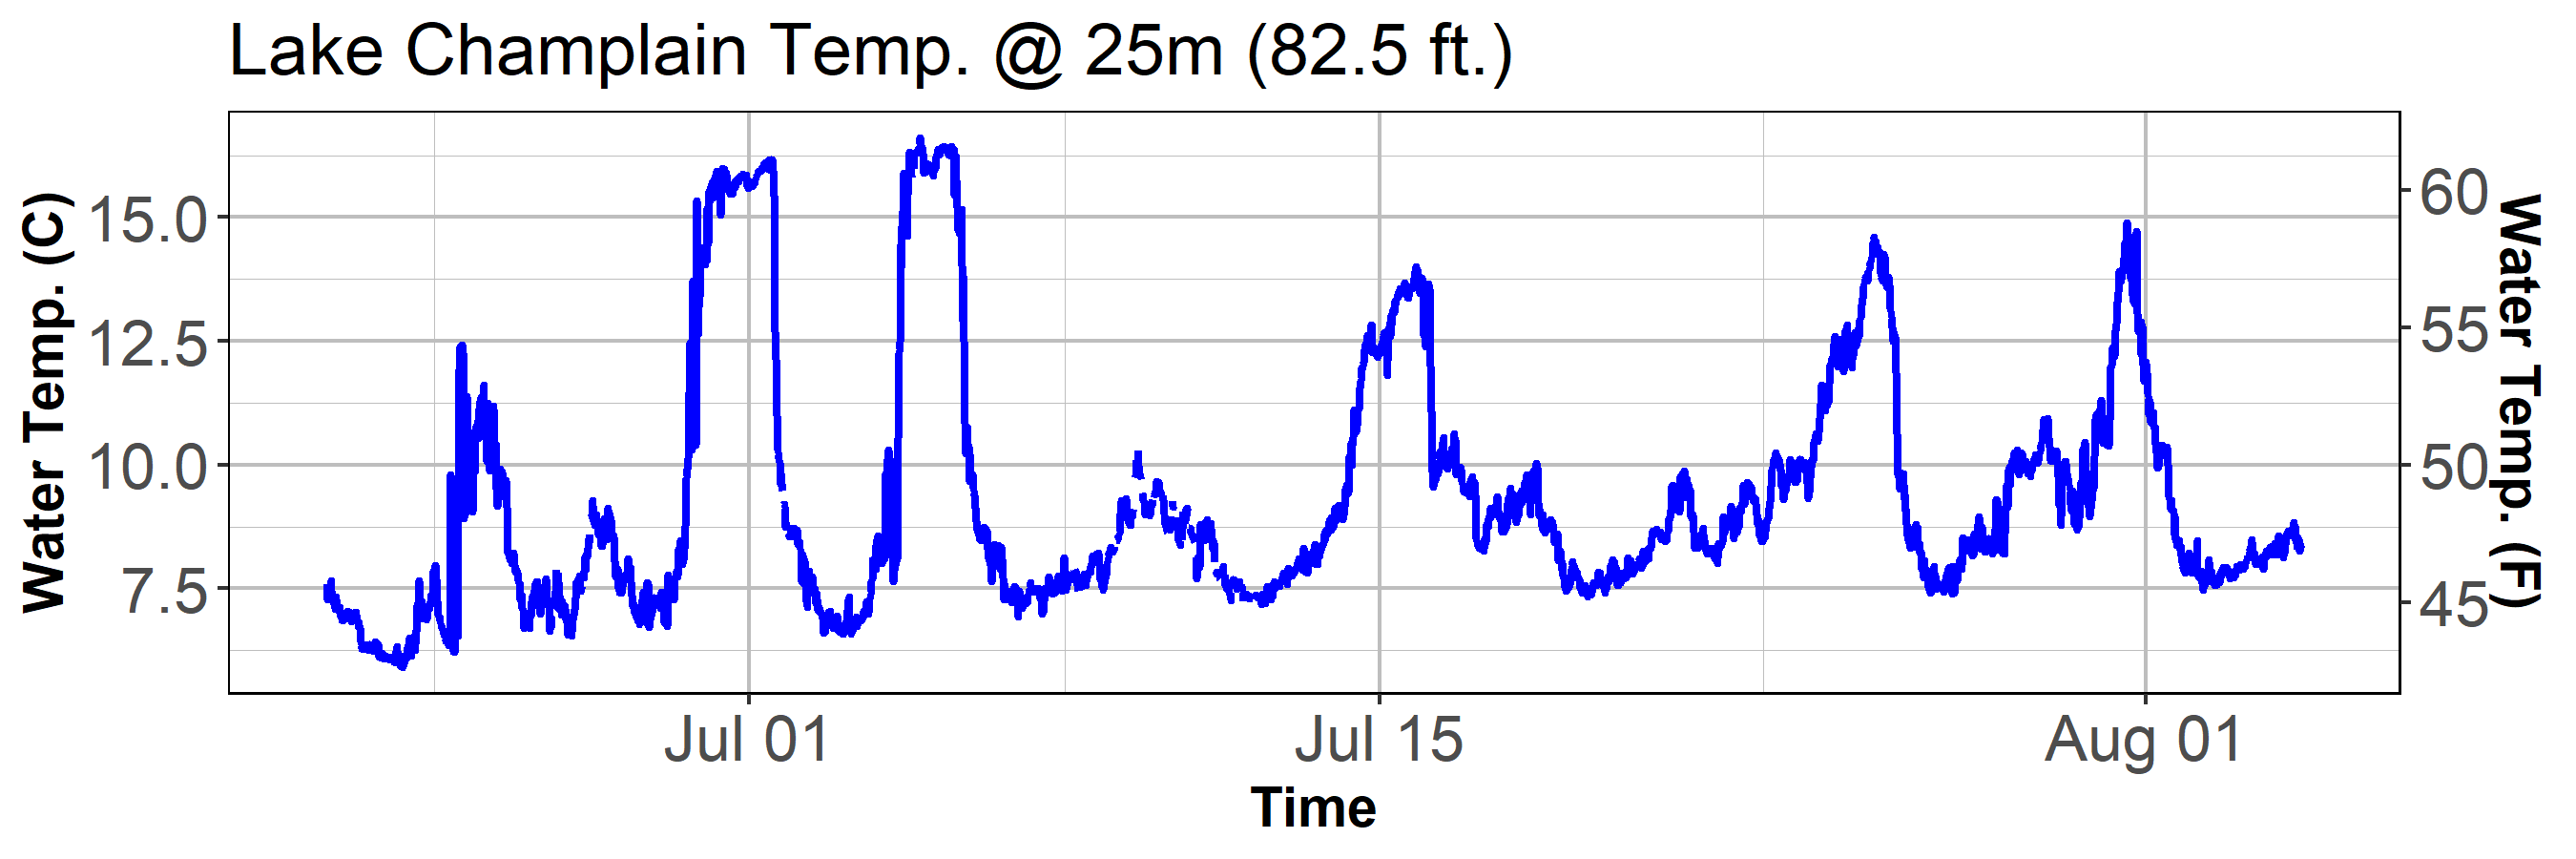 Lake Champlain Temp. @ 25m (82.5 ft.)
Water Temp. (C)
15.0
12.5
10.0
7.5
60
55
50
45
Water Temp. (F)
Jul 01
Jul 15
Aug 01
Time